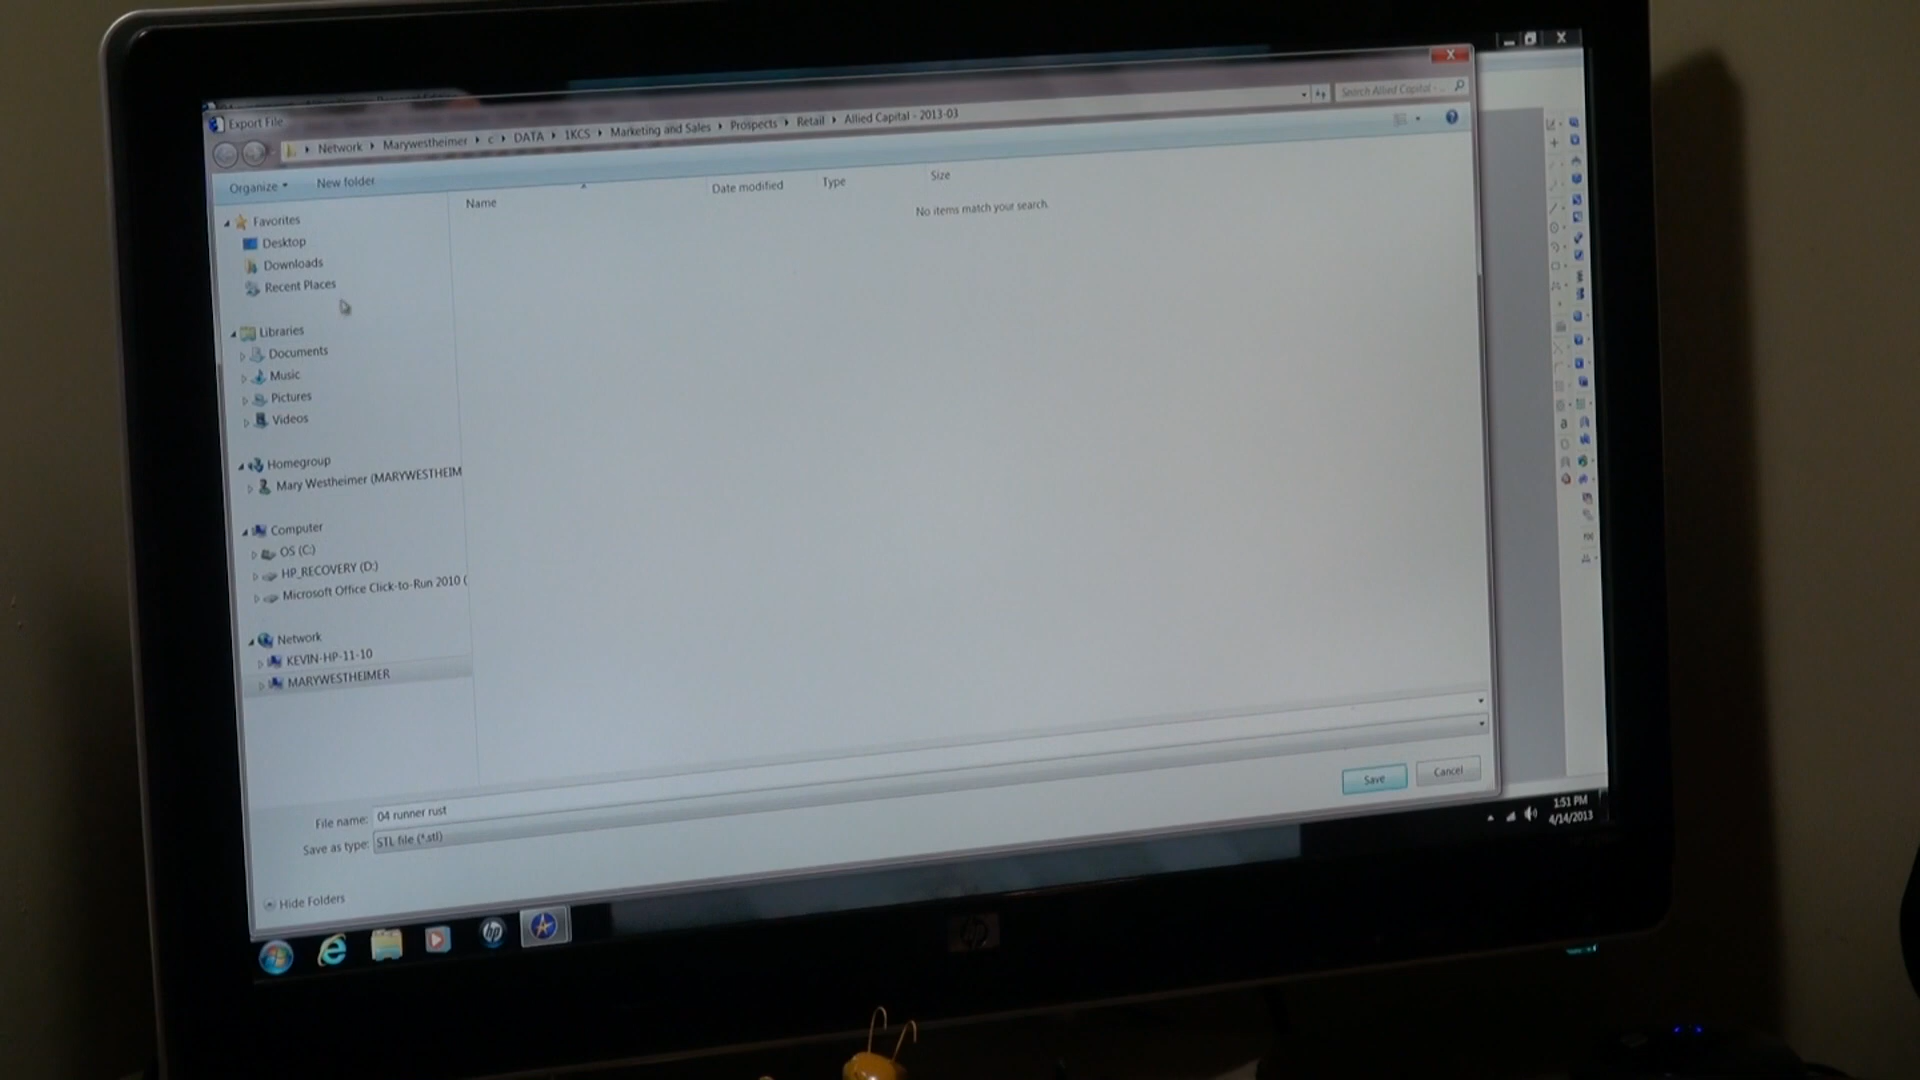 Export File
Network Marywestheimer c DATA 1KCS Marketing and Sales Prospects Retail Allied Capital - 2013-03
Search Allied Capital - ...
Organize New folder
Name Date modified Type Size
No items match your search.
Favorites
Desktop
Downloads
Recent Places
Libraries
Documents
Music
Pictures
Videos
Homegroup
Mary Westheimer (MARYWESTHEIM
Computer
OS (C:)
HP_RECOVERY (D:)
Microsoft Office Click-to-Run 2010 (
Network
KEVIN-HP-11-10
MARYWESTHEIMER
File name: 04 runner rust
Save as type: STL file (*.stl)
Save Cancel
Hide Folders
1:51 PM
4/14/2013
hp
hp